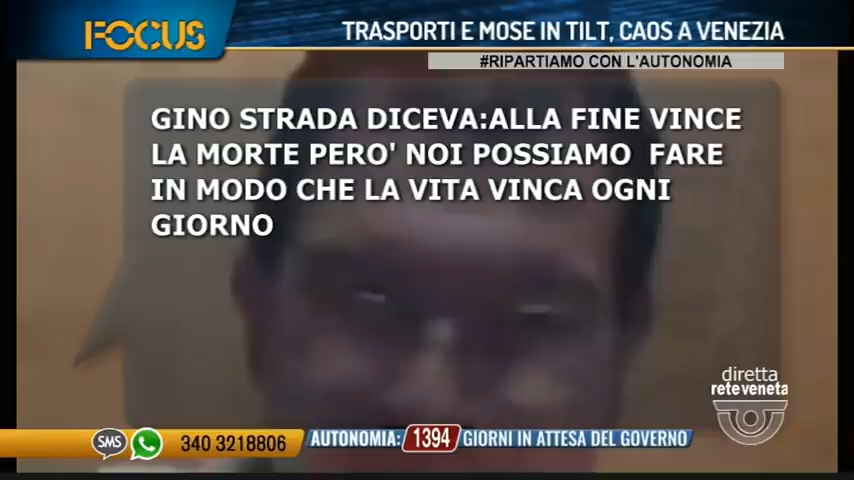 FOCUS
TRASPORTI E MOSE IN TILT, CAOS A VENEZIA
#RIPARTIAMO CON L'AUTONOMIA
GINO STRADA DICEVA:ALLA FINE VINCE
LA MORTE PERO' NOI POSSIAMO FARE
IN MODO CHE LA VITA VINCA OGNI
GIORNO
diretta
reteveneta
SMS 340 3218806 AUTONOMIA: 1394 GIORNI IN ATTESA DEL GOVERNO